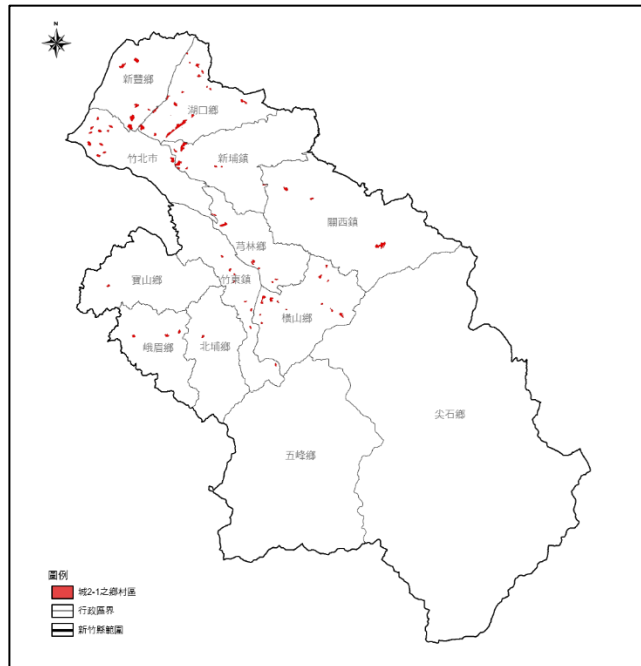 N
新豐鄉
湖口鄉
竹北市
新埔鎮
關西鎮
芎林鄉
寶山鄉
竹東鎮
橫山鄉
峨眉鄉
北埔鄉
尖石鄉
五峰鄉
圖例
城2-1之鄉村區
行政區界
新竹縣範圍